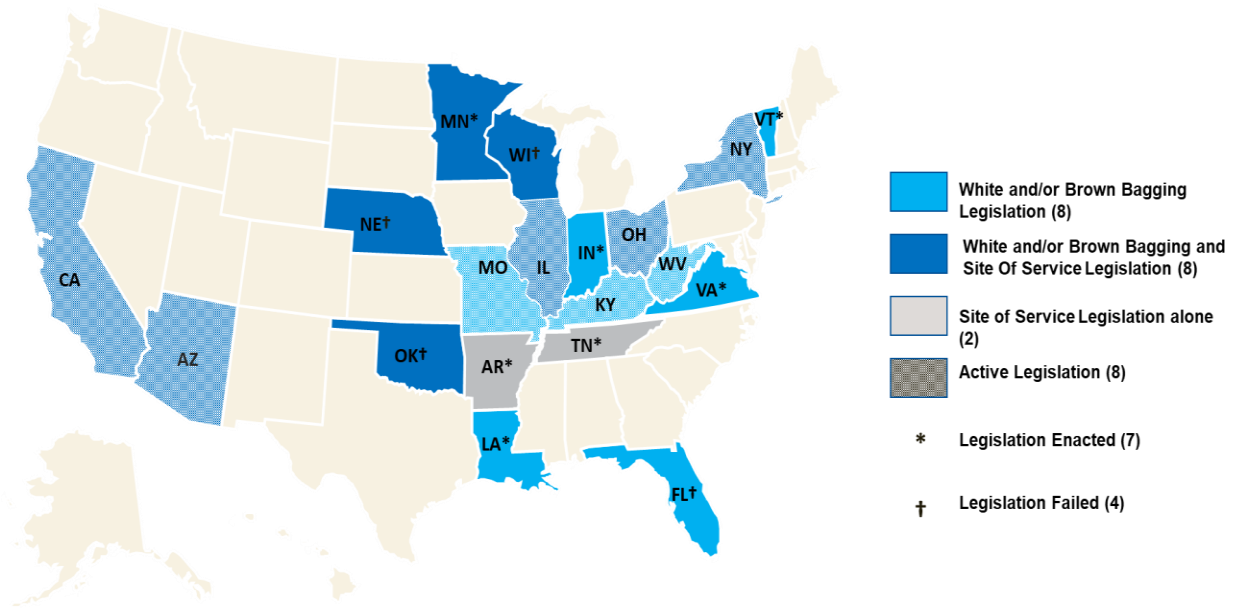 MN*
WI†
VT*
NY
NE†
OH
IN*
IL
MO
WV
CA
VA*
KY
AZ
OK†
TN*
AR*
LA*
FL†
White and/or Brown Bagging
Legislation (8)
White and/or Brown Bagging and
Site Of Service Legislation (8)
Site of Service Legislation alone
(2)
Active Legislation (8)
* Legislation Enacted (7)
† Legislation Failed (4)